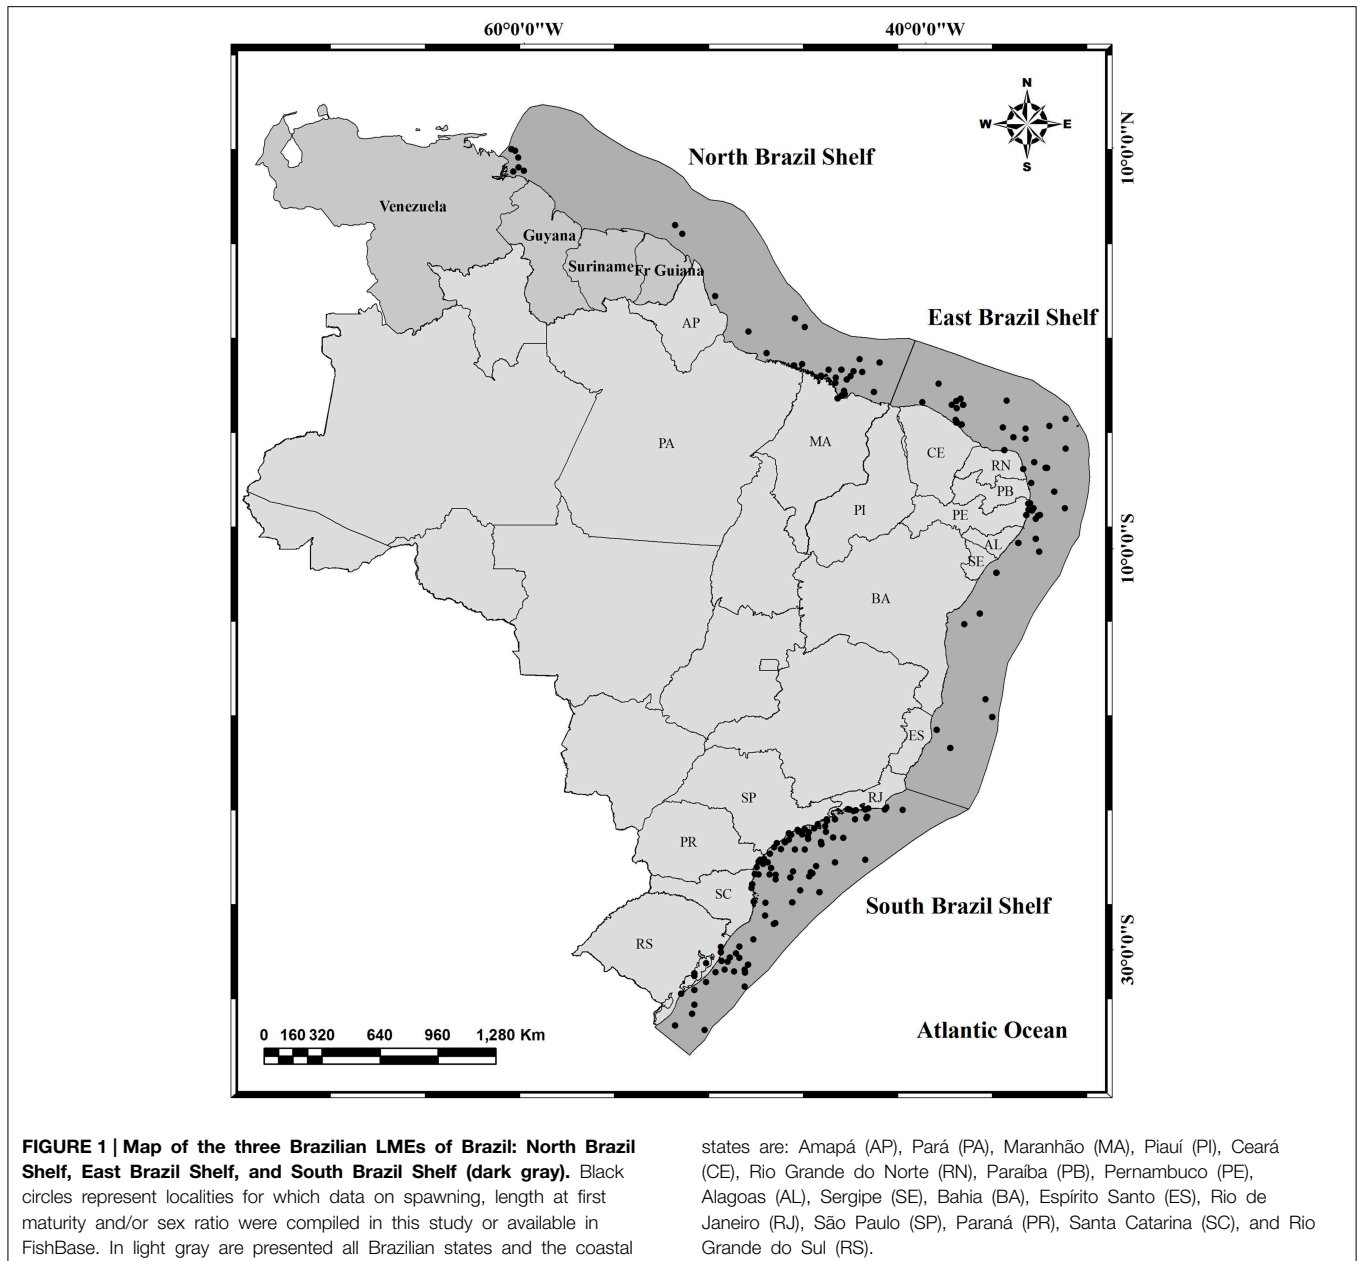 60°0'0"W
40°0'0"W
N
W
E
S
10°0'0"N
North Brazil Shelf
Venezuela
Guyana
Suriname
Fr Guiana
East Brazil Shelf
AP
PA
MA
CE
RN
PB
PI
PE
AL
SE
10°0'0"S
BA
ES
SP
RJ
PR
SC
South Brazil Shelf
RS
30°0'0"S
0 160 320 640 960 1,280 Km
Atlantic Ocean
FIGURE 1 | Map of the three Brazilian LMEs of Brazil: North Brazil
Shelf, East Brazil Shelf, and South Brazil Shelf (dark gray). Black
circles represent localities for which data on spawning, length at first
maturity and/or sex ratio were compiled in this study or available in
FishBase. In light gray are presented all Brazilian states and the coastal
states are: Amapá (AP), Pará (PA), Maranhão (MA), Piauí (PI), Ceará
(CE), Rio Grande do Norte (RN), Paraíba (PB), Pernambuco (PE),
Alagoas (AL), Sergipe (SE), Bahia (BA), Espírito Santo (ES), Rio de
Janeiro (RJ), São Paulo (SP), Paraná (PR), Santa Catarina (SC), and Rio
Grande do Sul (RS).